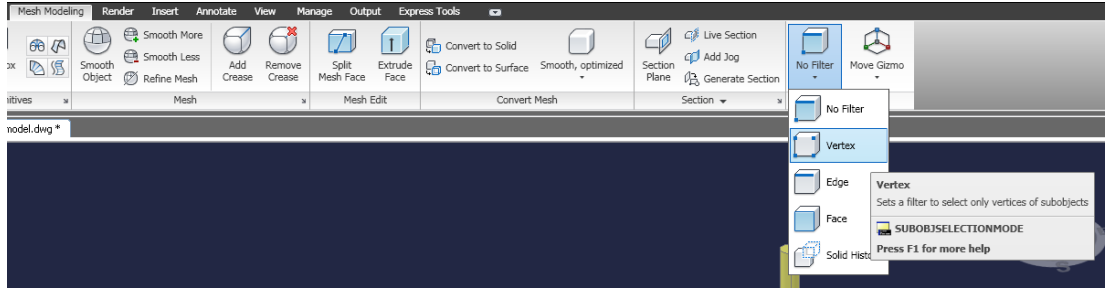 Mesh Modeling Render Insert Annotate View Manage Output Express Tools
Smooth More
Smooth Less
Refine Mesh
Smooth Object
Add Crease
Remove Crease
Split Mesh Face
Extrude Face
Convert to Solid
Convert to Surface
Smooth, optimized
Section Plane
Live Section
Add Jog
Generate Section
No Filter
Move Gizmo
Mesh
Mesh Edit
Convert Mesh
Section
model.dwg *
No Filter
Vertex
Edge
Face
Vertex
Sets a filter to select only vertices of subobjects
SUBOBJSELECTIONMODE
Press F1 for more help
Solid Histo
S